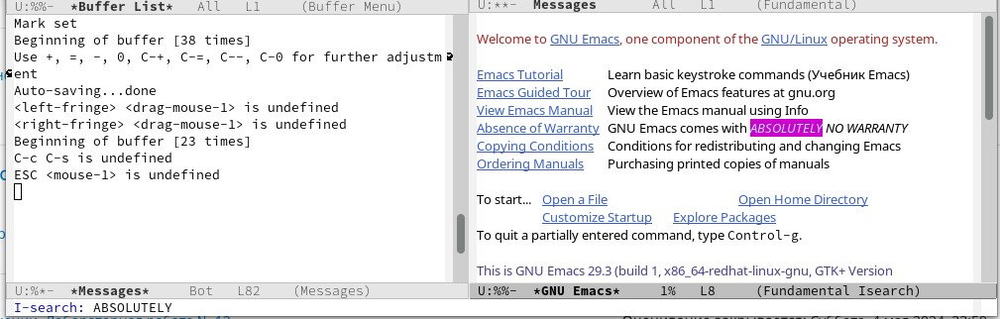 U:%%- *Buffer List* All L1 (Buffer Menu)
Mark set
Beginning of buffer [38 times]
Use +, =, -, 0, C-+, C-=, C--, C-0 for further adjustm
ent
Auto-saving...done
<left-fringe> <drag-mouse-1> is undefined
<right-fringe> <drag-mouse-1> is undefined
Beginning of buffer [23 times]
C-c C-s is undefined
ESC <mouse-1> is undefined
U:%*- *Messages* Bot L82 (Messages)
I-search: ABSOLUTELY
U:**- Messages All L1 (Fundamental)
Welcome to GNU Emacs, one component of the GNU/Linux operating system.
Emacs Tutorial Learn basic keystroke commands (Учебник Emacs)
Emacs Guided Tour Overview of Emacs features at gnu.org
View Emacs Manual View the Emacs manual using Info
Absence of Warranty GNU Emacs comes with ABSOLUTELY NO WARRANTY
Copying Conditions Conditions for redistributing and changing Emacs
Ordering Manuals Purchasing printed copies of manuals
To start... Open a File Open Home Directory
Customize Startup Explore Packages
To quit a partially entered command, type Control-g.
This is GNU Emacs 29.3 (build 1, x86_64-redhat-linux-gnu, GTK+ Version
U:%%- *GNU Emacs* 1% L8 (Fundamental Isearch)